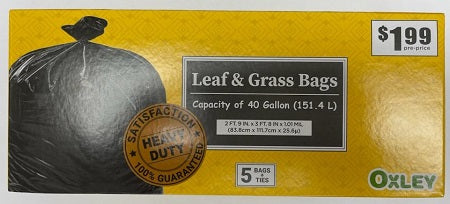 $1.99
pre-price
Leaf & Grass Bags
Capacity of 40 Gallon (151.4 L)
2 FT. 9 IN. x 3 FT. 8 IN x 1.01 MIL
(83.8cm x 111.7cm x 25.6µ)
SATISFACTION
HEAVY
DUTY
100% GUARANTEED
5 BAGS +
TIES
OXLEY